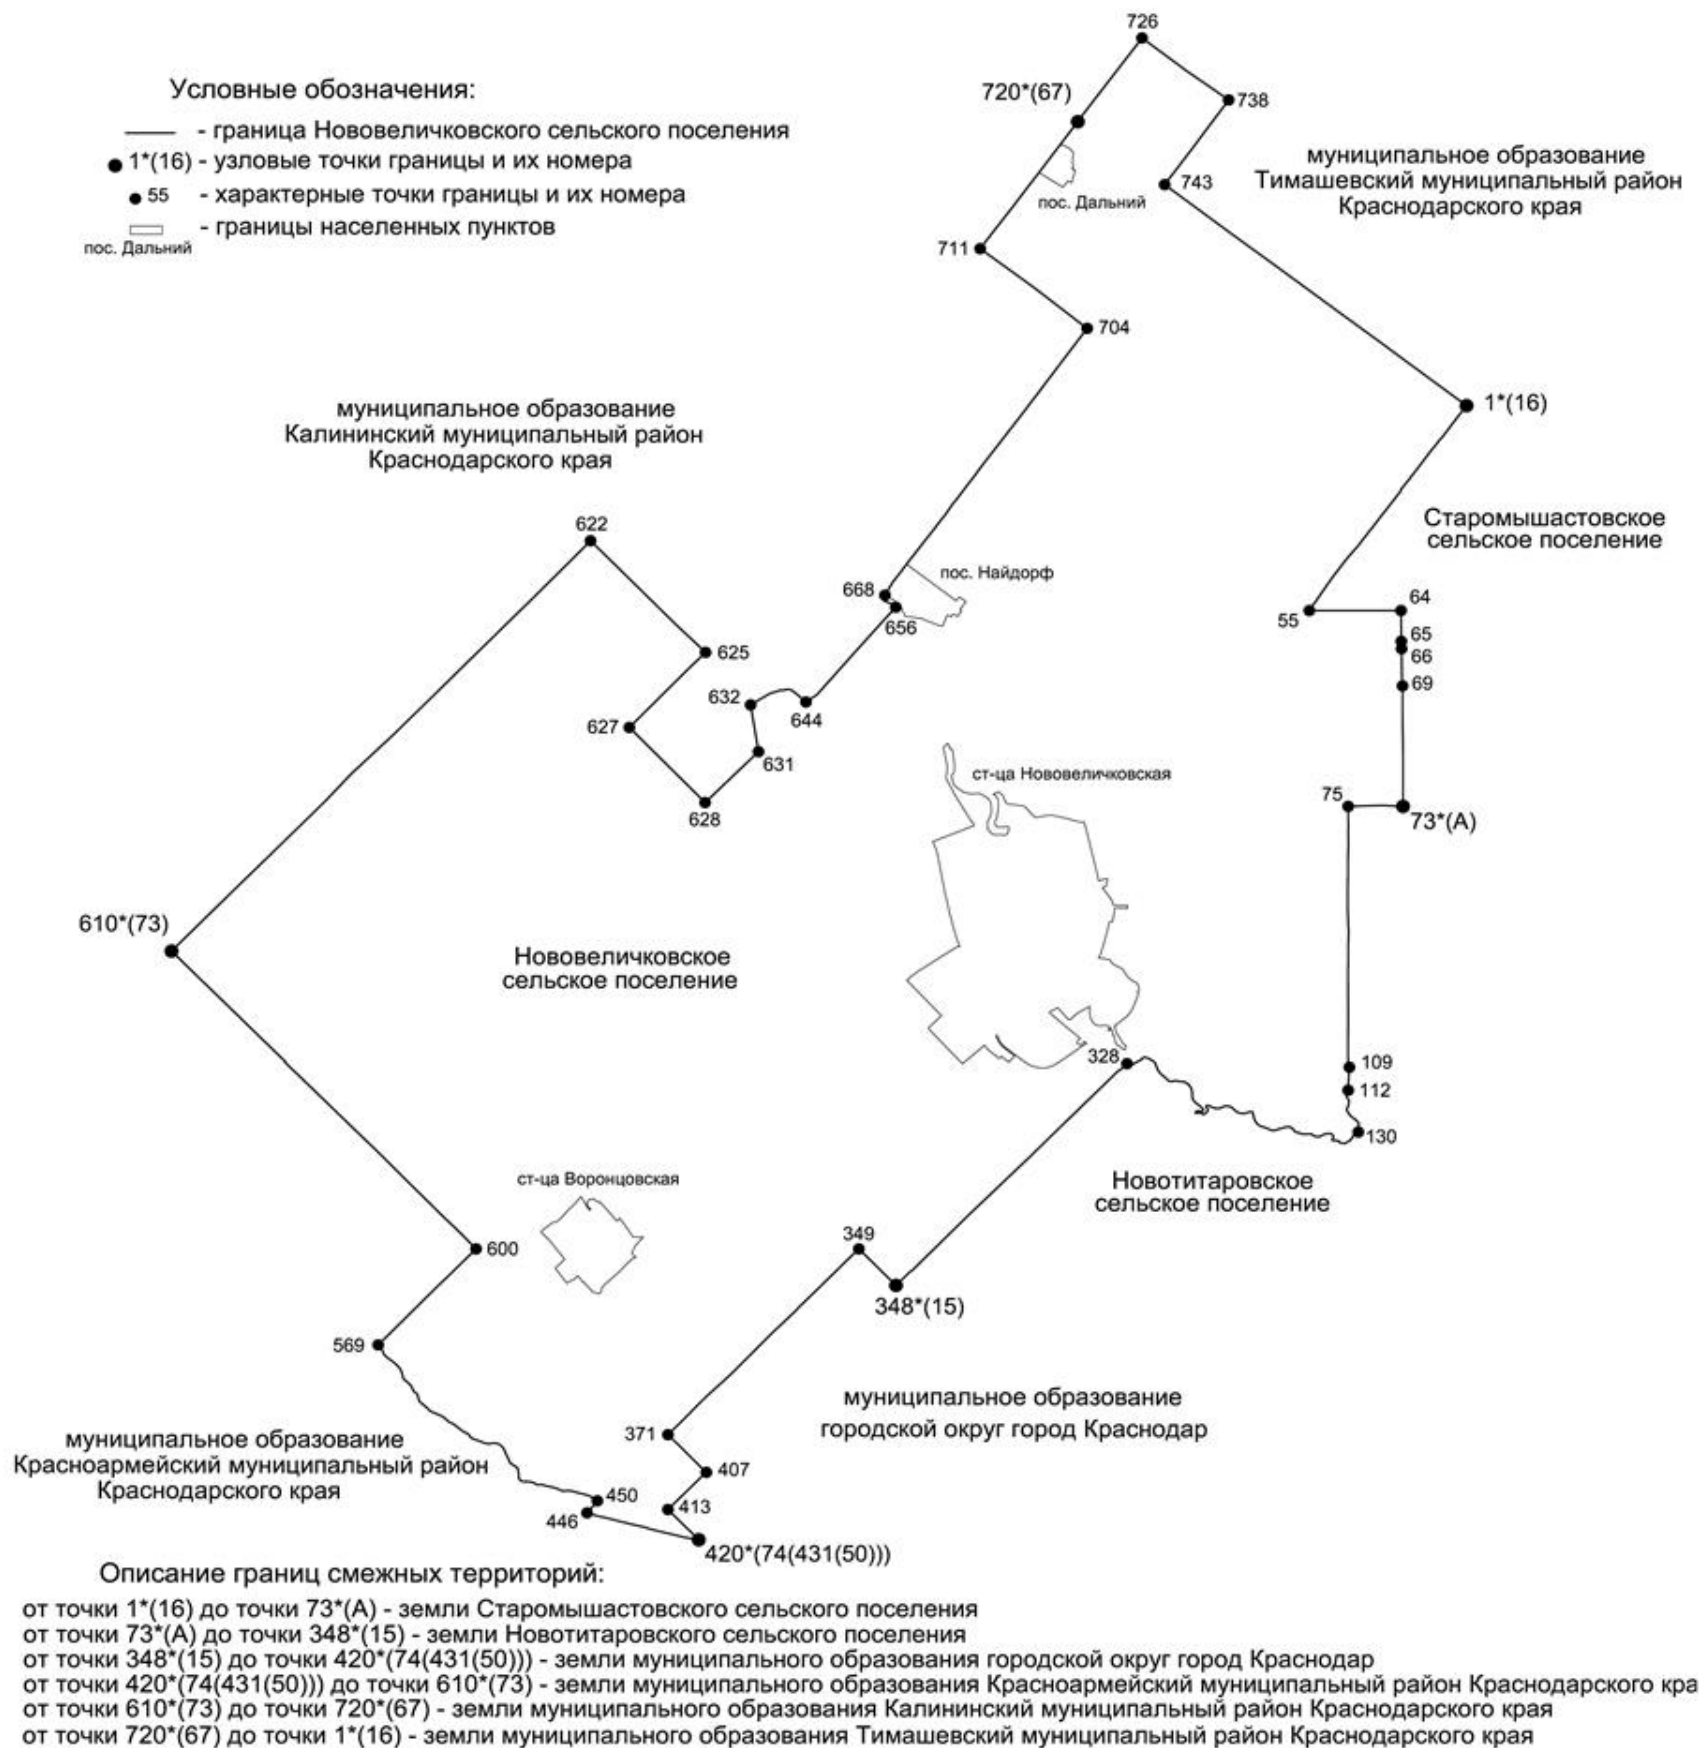 726
Условные обозначения:
720*(67)
738
- граница Нововеличковского сельского поселения
1*(16) - узловые точки границы и их номера
муниципальное образование
Тимашевский муниципальный район
Краснодарского края
743
55 - характерные точки границы и их номера
пос. Дальний
- границы населенных пунктов
пос. Дальний
711
704
муниципальное образование
Калининский муниципальный район
Краснодарского края
1*(16)
Старомышастовское
сельское поселение
622
пос. Найдорф
668
656
64
55
65
66
69
625
632
627
644
631
628
ст-ца Нововеличковская
75
73*(А)
610*(73)
Нововеличковское
сельское поселение
328
109
112
130
ст-ца Воронцовская
Новотитаровское
сельское поселение
600
349
348*(15)
569
муниципальное образование
городской округ город Краснодар
371
муниципальное образование
Красноармейский муниципальный район
Краснодарского края
407
450
413
446
420*(74(431(50)))
Описание границ смежных территорий:
от точки 1*(16) до точки 73*(А) - земли Старомышастовского сельского поселения
от точки 73*(А) до точки 348*(15) - земли Новотитаровского сельского поселения
от точки 348*(15) до точки 420*(74(431(50))) - земли муниципального образования городской округ город Краснодар
от точки 420*(74(431(50))) до точки 610*(73) - земли муниципального образования Красноармейский муниципальный район Краснодарского кра
от точки 610*(73) до точки 720*(67) - земли муниципального образования Калининский муниципальный район Краснодарского края
от точки 720*(67) до точки 1*(16) - земли муниципального образования Тимашевский муниципальный район Краснодарского края